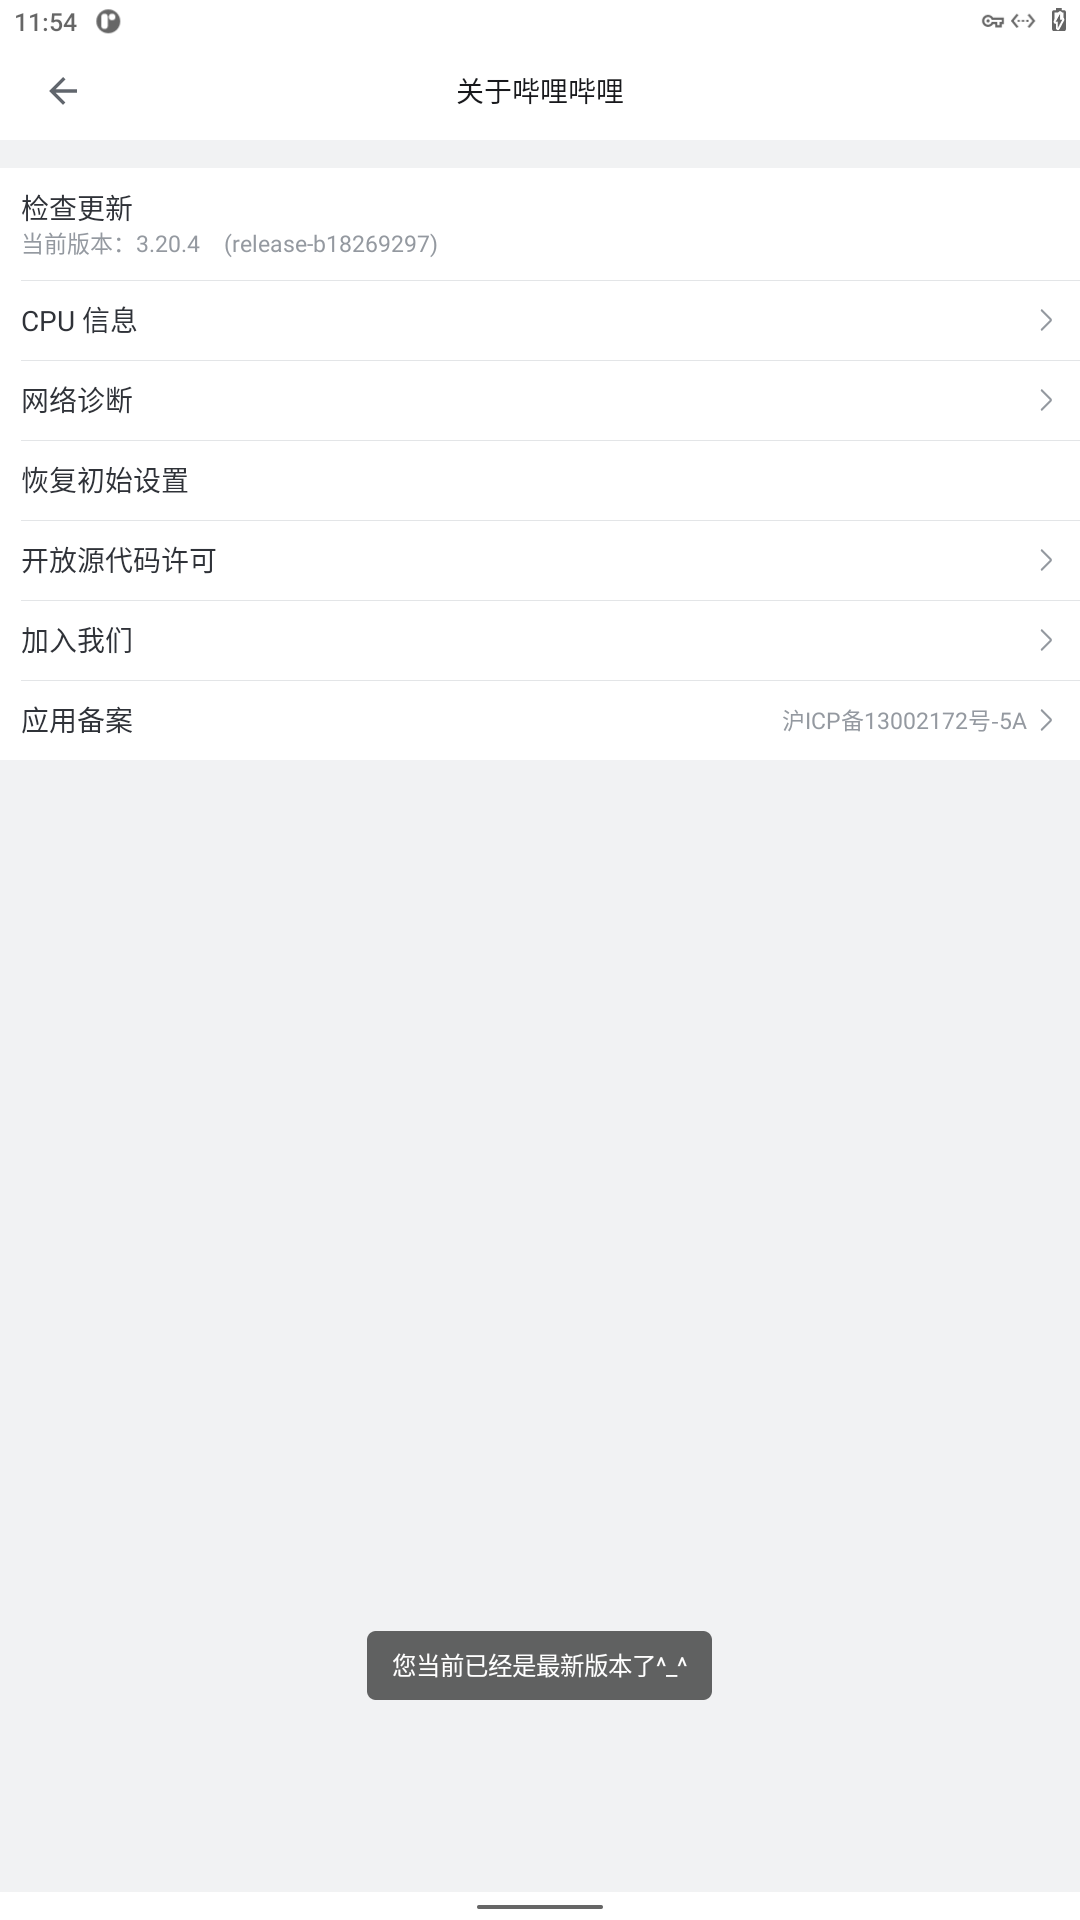 11:54
关于哔哩哔哩
检查更新
当前版本：3.20.4 (release-b18269297)
CPU 信息
网络诊断
恢复初始设置
开放源代码许可
加入我们
应用备案 沪ICP备13002172号-5A
您当前已经是最新版本了^_^